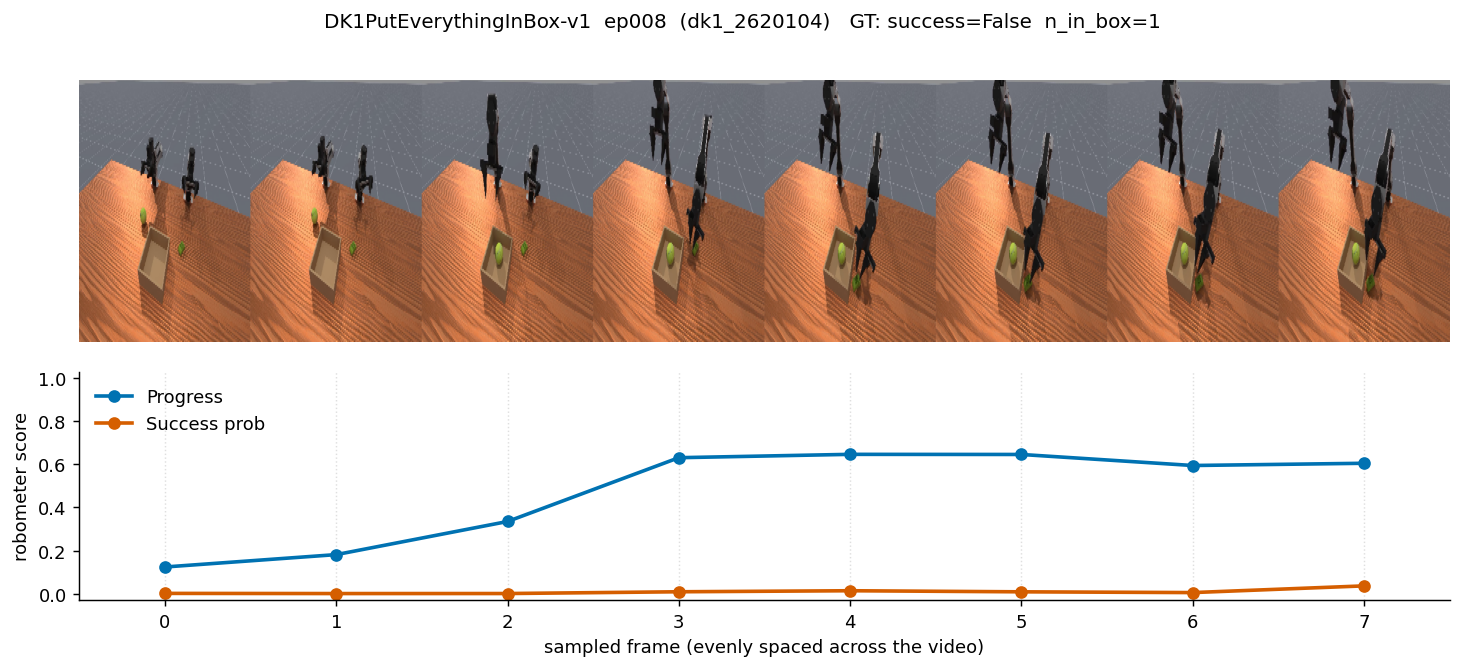 DK1PutEverythingInBox-v1  ep008  (dk1_2620104)   GT: success=False  n_in_box=1
1.0
0.8
0.6
0.4
0.2
0.0
robometer score
Progress
Success prob
0 1 2 3 4 5 6 7
sampled frame (evenly spaced across the video)